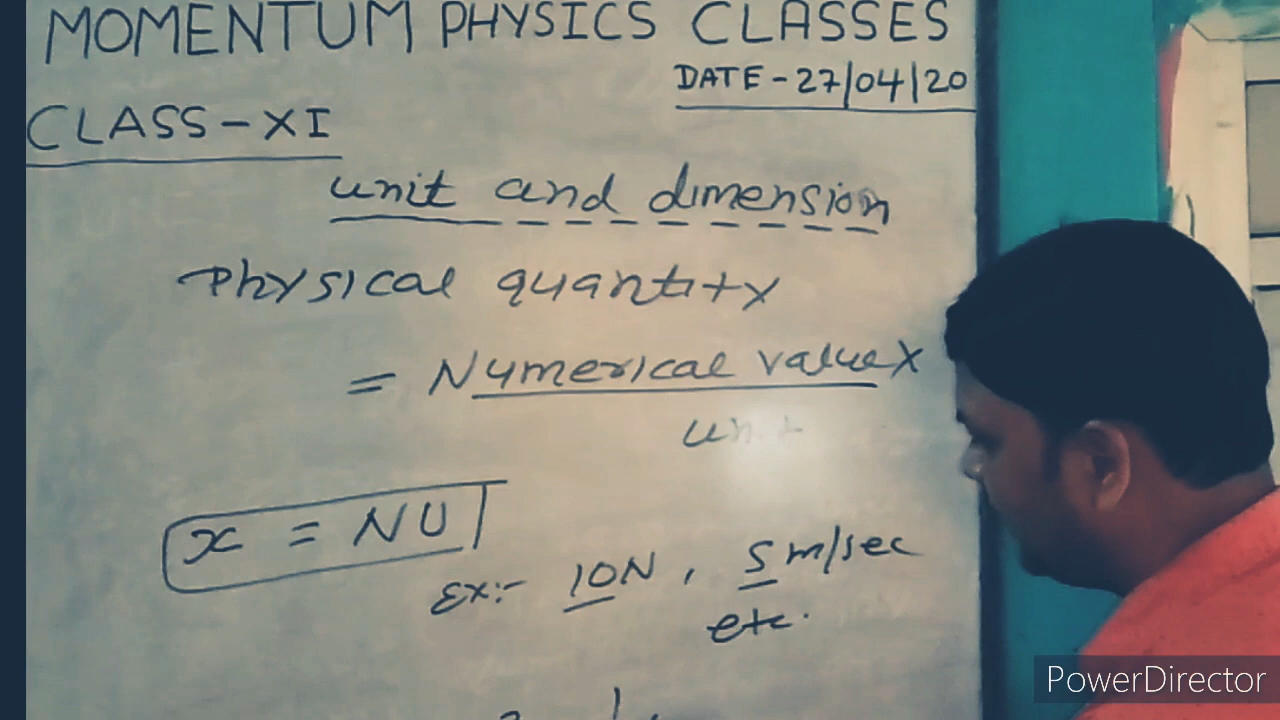 MOMENTUM PHYSICS CLASSES
DATE - 27/04/20
CLASS - XI
unit and dimension
Physical quantity
= Numerical value X
unit
x = NU
Ex:- 10N, 5m/sec
etc.
PowerDirector